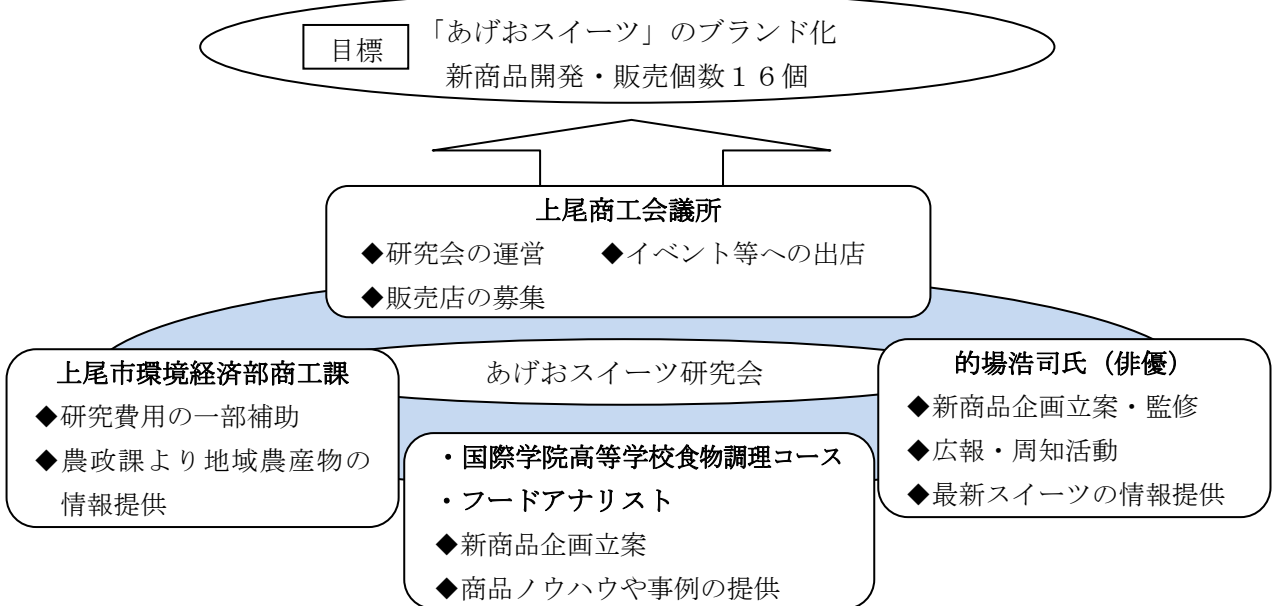 目標
「あげおスイーツ」のブランド化
新商品開発・販売個数１６個
上尾商工会議所
◆研究会の運営　　◆イベント等への出店
◆販売店の募集
上尾市環境経済部商工課
◆研究費用の一部補助
◆農政課より地域農産物の
情報提供
あげおスイーツ研究会
・国際学院高等学校食物調理コース
・フードアナリスト
◆新商品企画立案
◆商品ノウハウや事例の提供
的場浩司氏（俳優）
◆新商品企画立案・監修
◆広報・周知活動
◆最新スイーツの情報提供